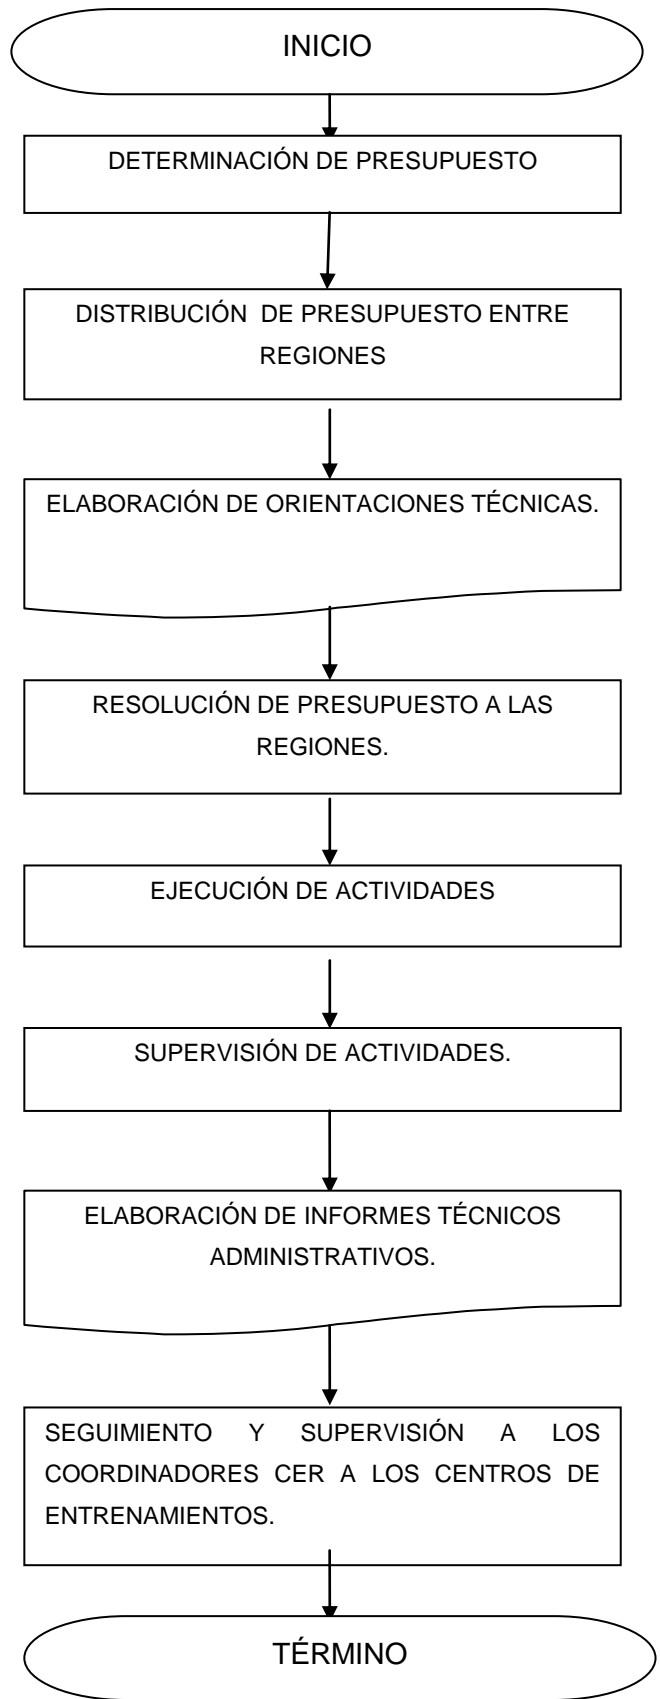 INICIO
DETERMINACIÓN DE PRESUPUESTO
DISTRIBUCIÓN DE PRESUPUESTO ENTRE
REGIONES
ELABORACIÓN DE ORIENTACIONES TÉCNICAS.
RESOLUCIÓN DE PRESUPUESTO A LAS
REGIONES.
EJECUCIÓN DE ACTIVIDADES
SUPERVISIÓN DE ACTIVIDADES.
ELABORACIÓN DE INFORMES TÉCNICOS
ADMINISTRATIVOS.
SEGUIMIENTO Y SUPERVISIÓN A LOS
COORDINADORES CER A LOS CENTROS DE
ENTRENAMIENTOS.
TÉRMINO